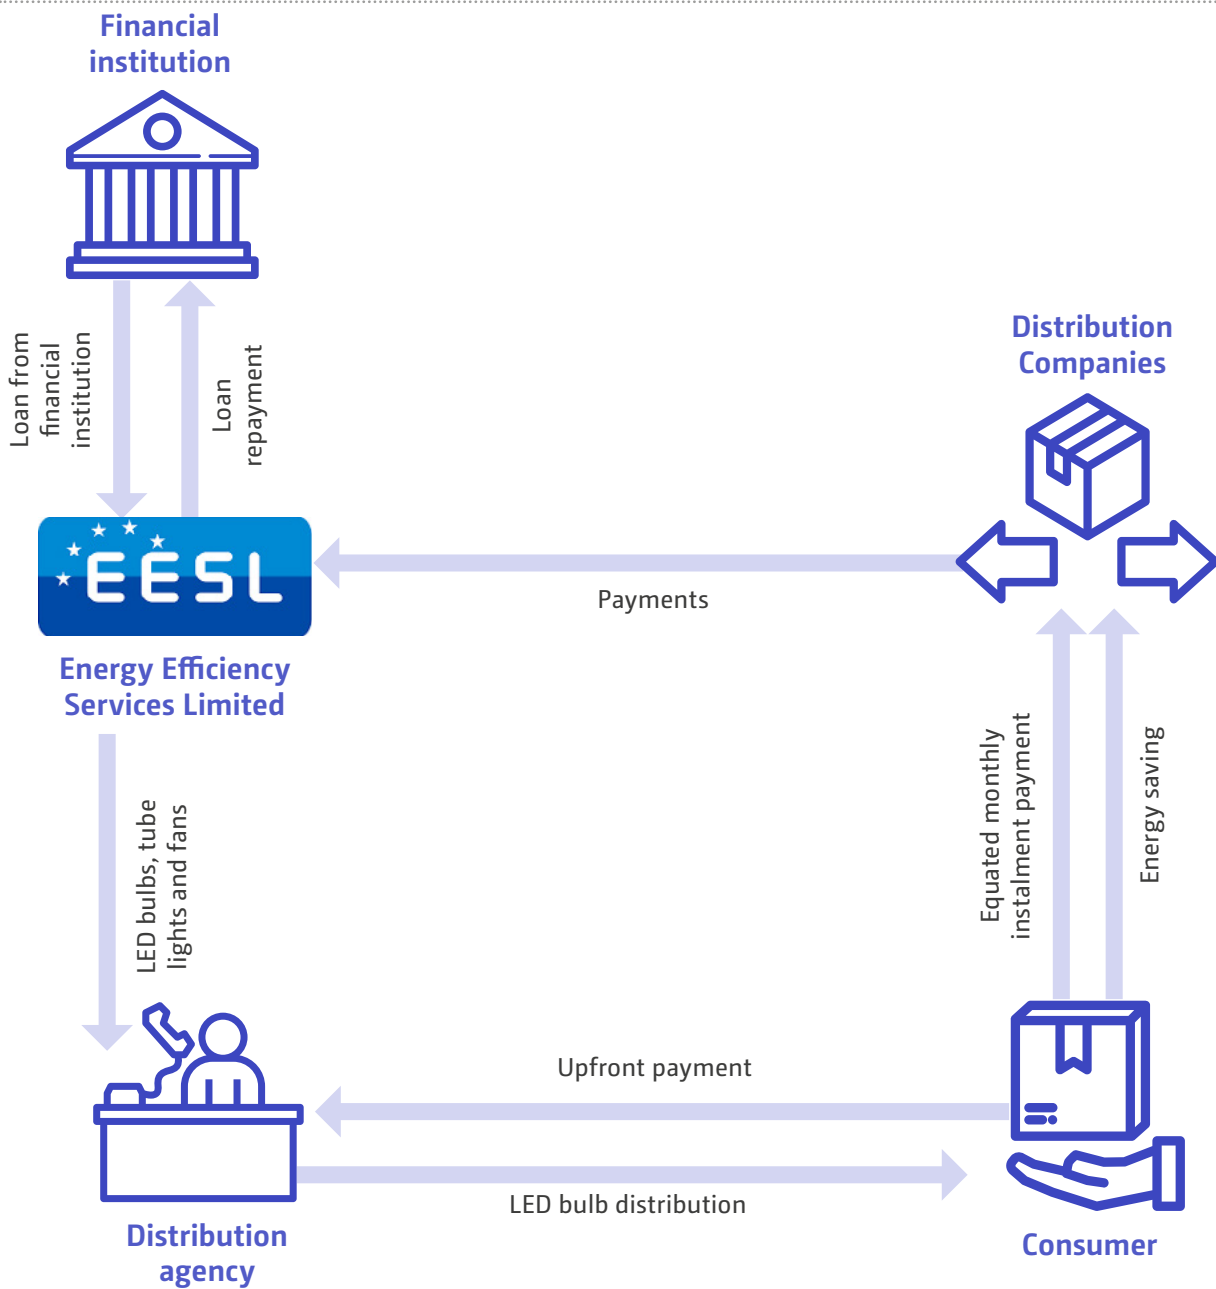 Financial
institution
Loan from
financial
institution
Loan
repayment
Distribution
Companies
EESL
Payments
Energy Efficiency
Services Limited
LED bulbs, tube
lights and fans
Equated monthly
instalment payment
Energy saving
Upfront payment
LED bulb distribution
Distribution
agency
Consumer